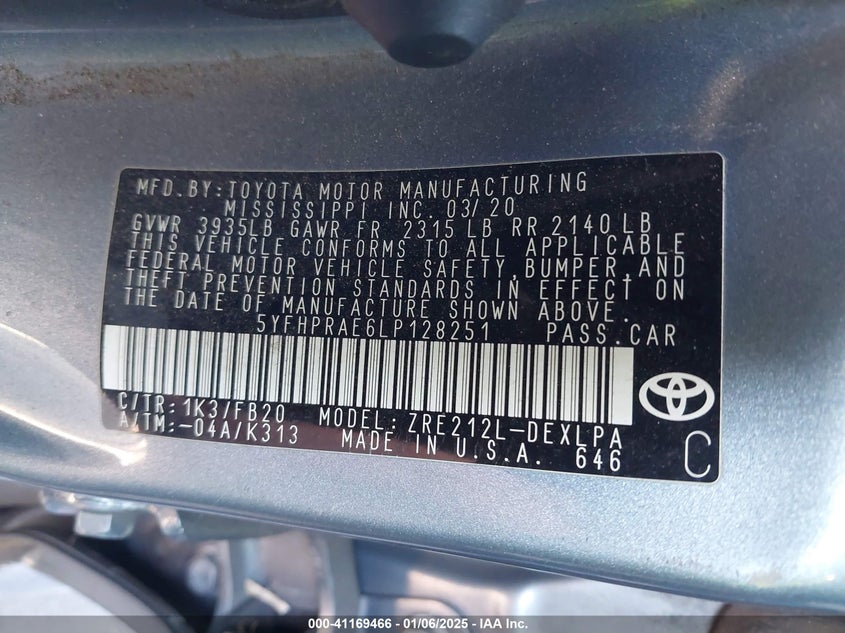 MFD. BY: TOYOTA MOTOR MANUFACTURING
MISSISSIPPI INC. 03/20
GVWR 3935LB GAWR FR 2315 LB RR 2140 LB
THIS VEHICLE CONFORMS TO ALL APPLICABLE
FEDERAL MOTOR VEHICLE SAFETY, BUMPER, AND
THEFT PREVENTION STANDARDS IN EFFECT ON
THE DATE OF MANUFACTURE SHOWN ABOVE.
5YFHPRAE6LP128251 PASS. CAR
C/TR: 1K3/FB20 MODEL: ZRE212L-DEXLPA
A/TM: -04A/K313 MADE IN U.S.A. 646
C
000-41169466 - 01/06/2025 - ©IAA Inc.